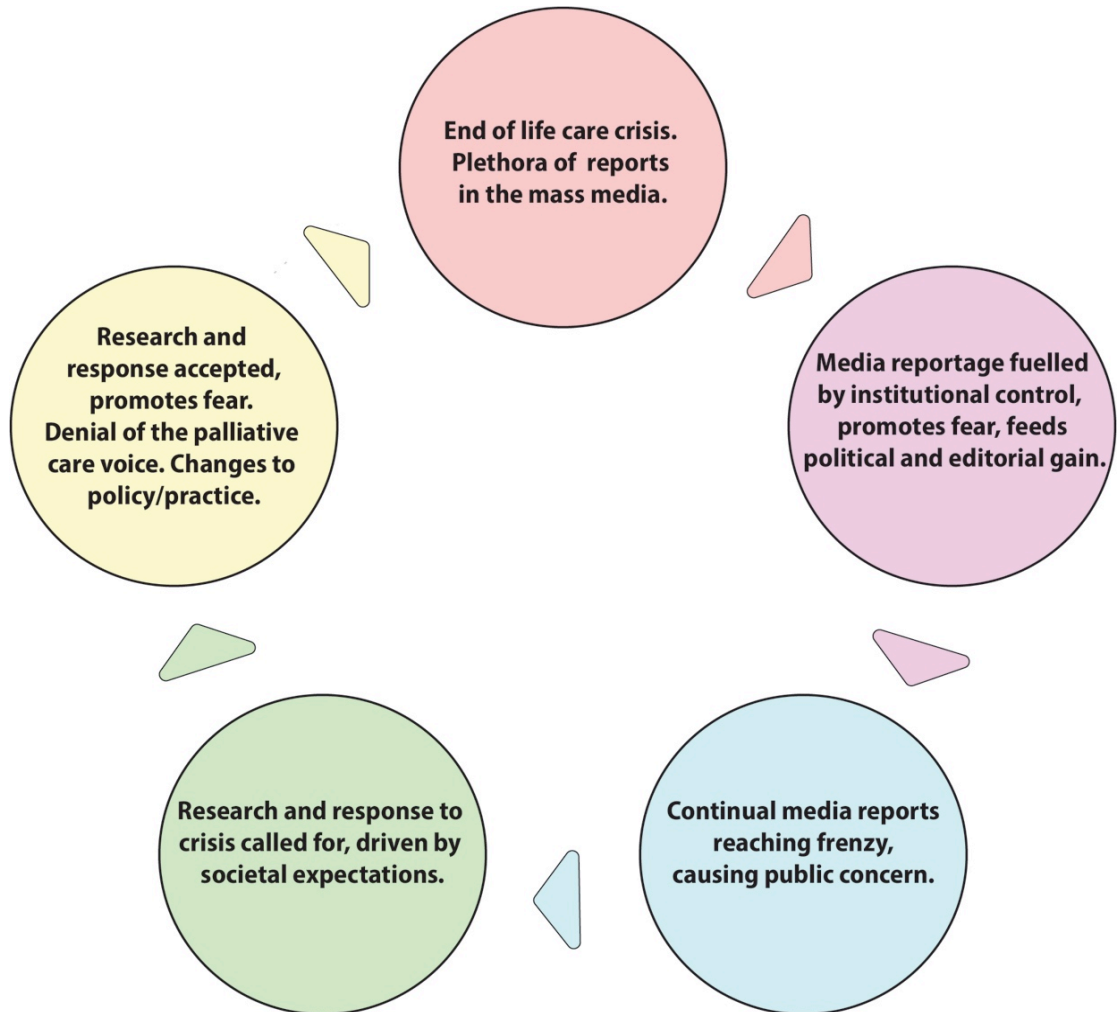 End of life care crisis.
Plethora of reports
in the mass media.
Media reportage fuelled
by institutional control,
promotes fear, feeds
political and editorial gain.
Continual media reports
reaching frenzy,
causing public concern.
Research and response to
crisis called for, driven by
societal expectations.
Research and
response accepted,
promotes fear.
Denial of the palliative
care voice. Changes to
policy/practice.